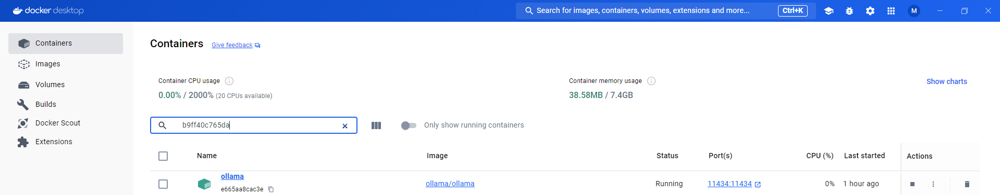 docker desktop
Search for images, containers, volumes, extensions and more...
Ctrl+K
M
Containers
Images
Volumes
Builds
Docker Scout
Extensions
Containers
Give feedback
Container CPU usage
0.00% / 2000% (20 CPUs available)
Container memory usage
38.58MB / 7.4GB
Show charts
b9ff40c765da
Only show running containers
Name Image Status Port(s) CPU (%) Last started Actions
ollama
e665aa8cac3e
ollama/ollama Running 11434:11434 0% 1 hour ago